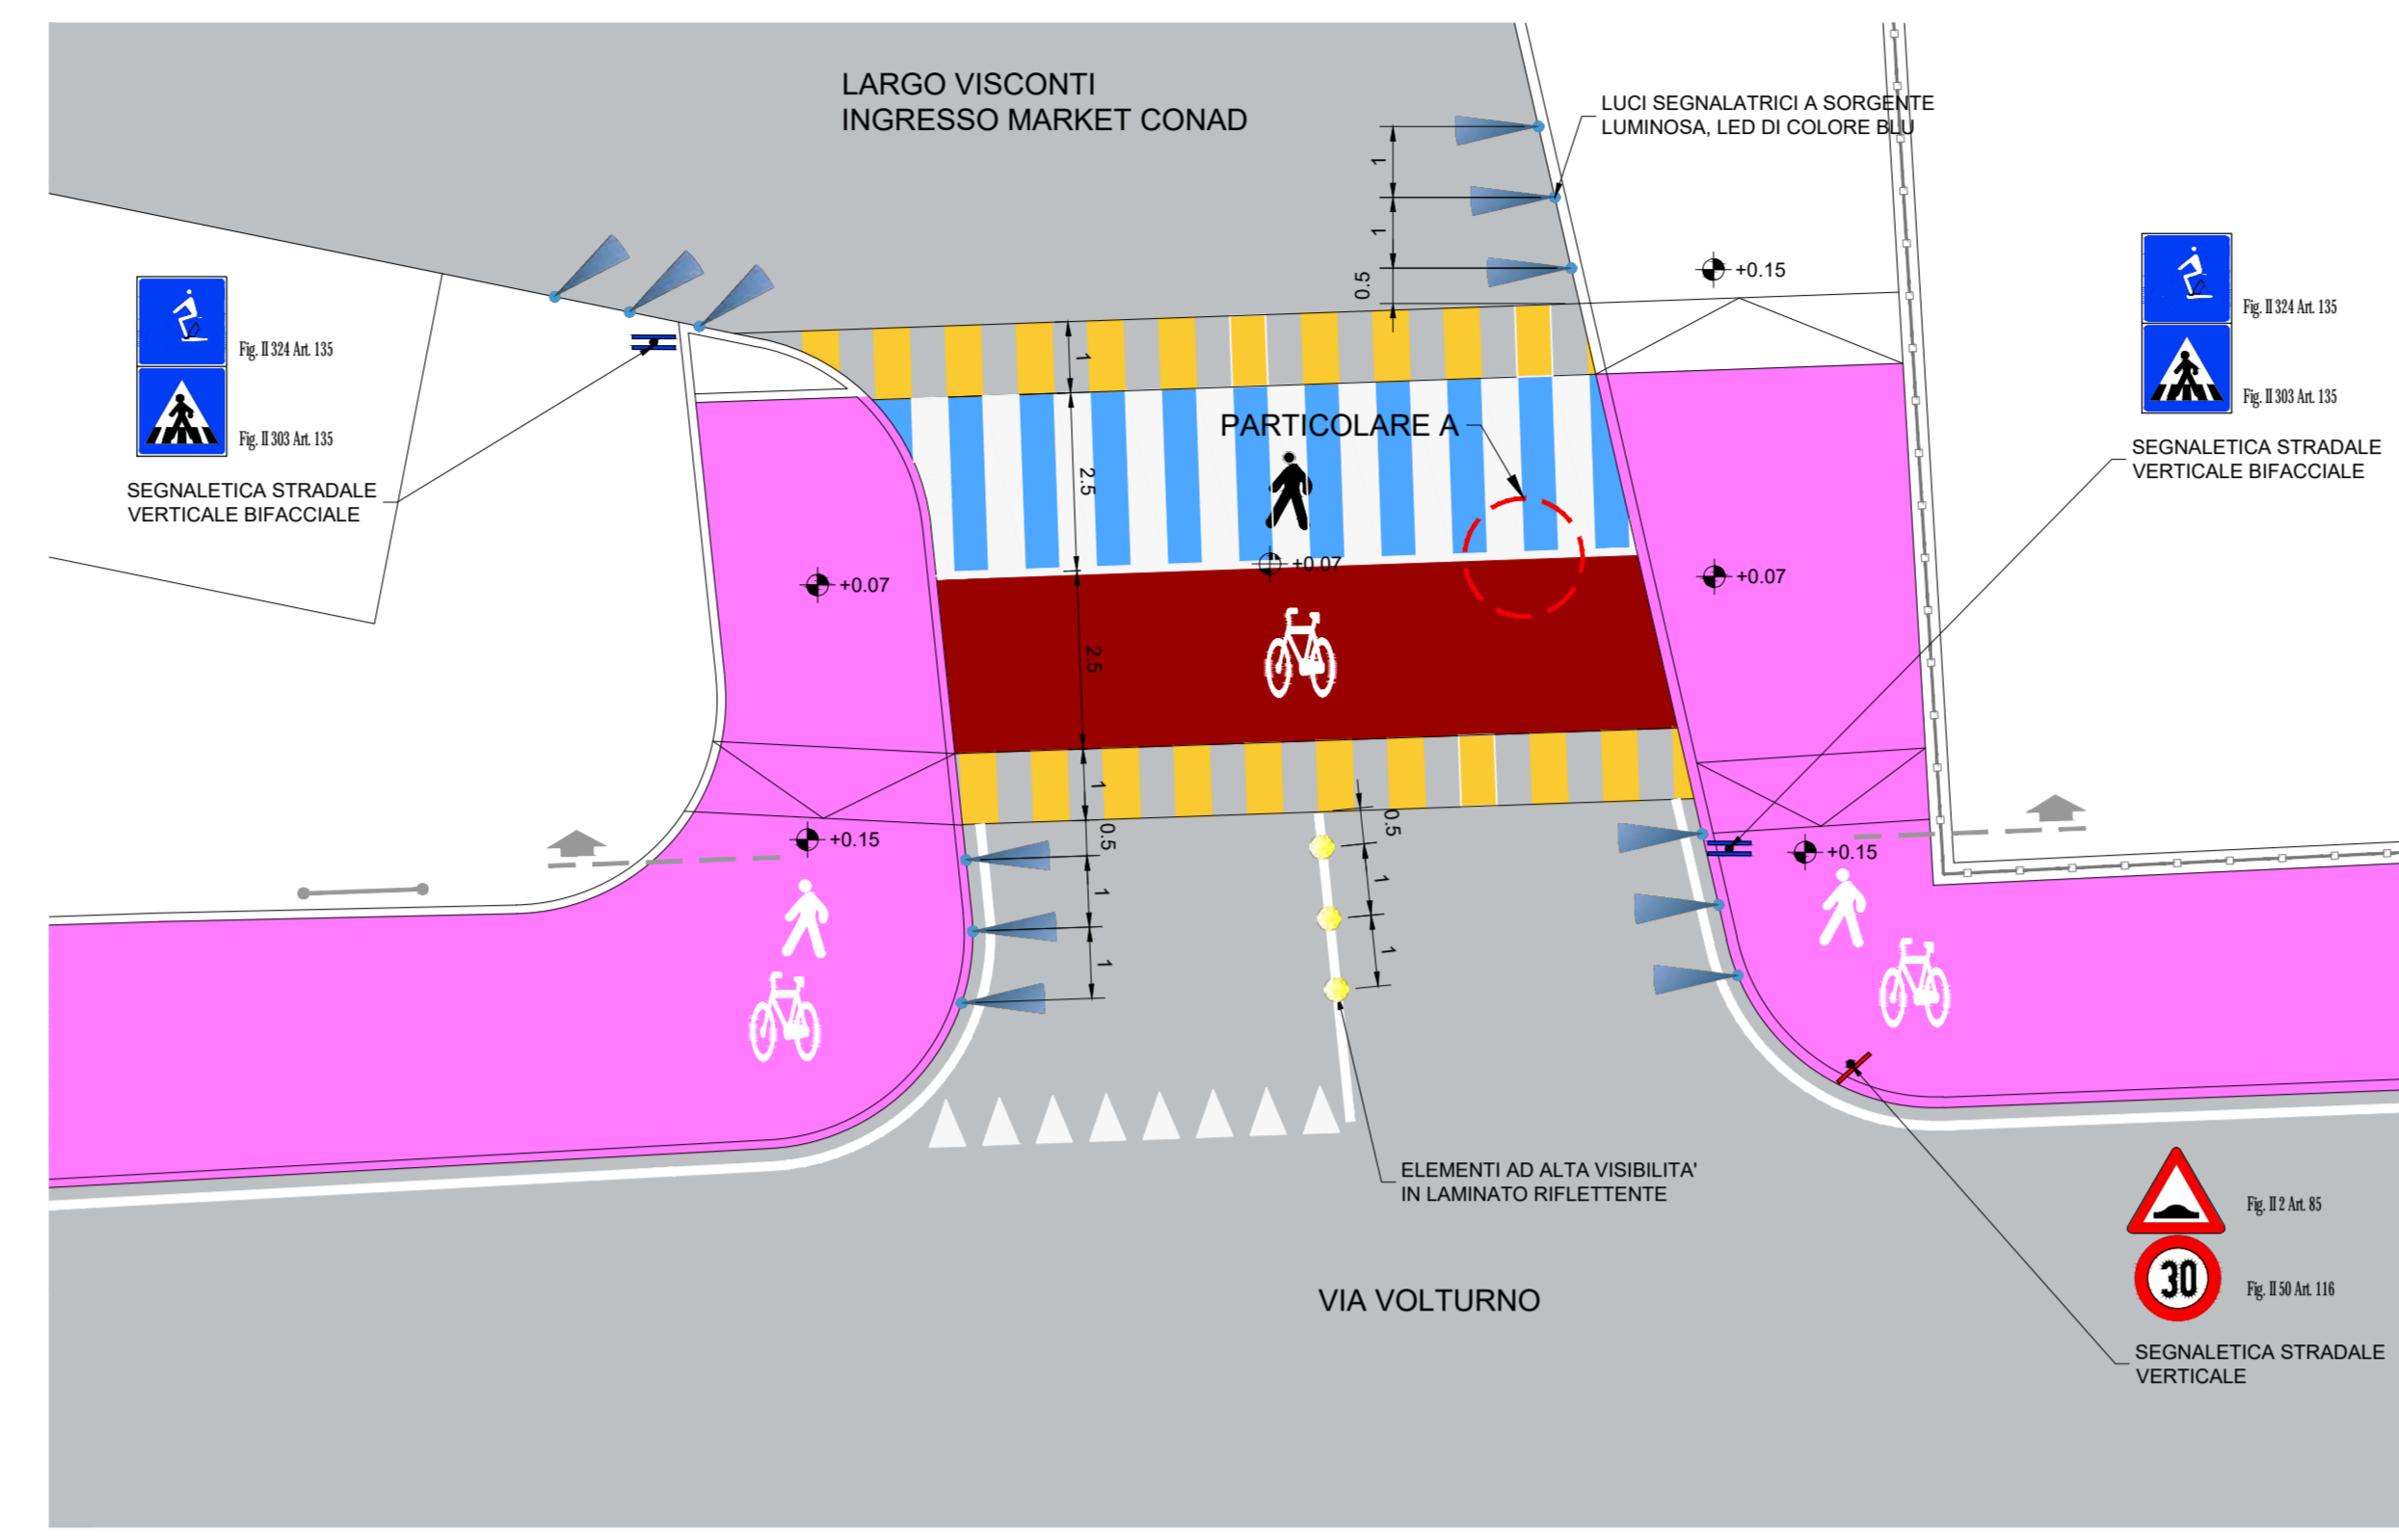 LARGO VISCONTI
INGRESSO MARKET CONAD
LUCI SEGNALATRICI A SORGENTE
LUMINOSA, LED DI COLORE BLU
1
1
0.5
+0.15
Fig. II 324 Art. 135
Fig. II 303 Art. 135
SEGNALETICA STRADALE
VERTICALE BIFACCIALE
Fig. II 324 Art. 135
Fig. II 303 Art. 135
SEGNALETICA STRADALE
VERTICALE BIFACCIALE
1
PARTICOLARE A
2.5
+0.07
+0.07
+0.07
2.5
1
0.5
1
1
0.5
1
1
+0.15
+0.15
ELEMENTI AD ALTA VISIBILITA'
IN LAMINATO RIFLETTENTE
VIA VOLTURNO
Fig. II 2 Art. 85
30
Fig. II 50 Art. 116
SEGNALETICA STRADALE
VERTICALE